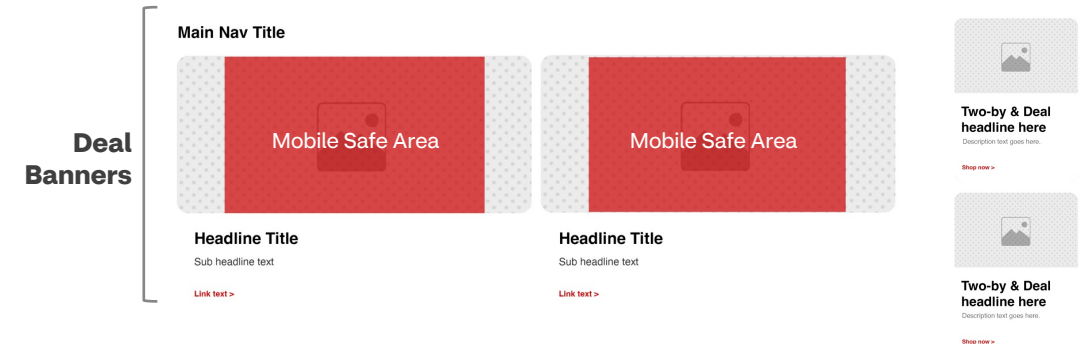 Deal
Banners
Main Nav Title
Mobile Safe Area
Headline Title
Sub headline text
Link text >
Mobile Safe Area
Headline Title
Sub headline text
Link text >
Two-by & Deal
headline here
Description text goes here.
Shop now >
Two-by & Deal
headline here
Description text goes here.
Shop now >